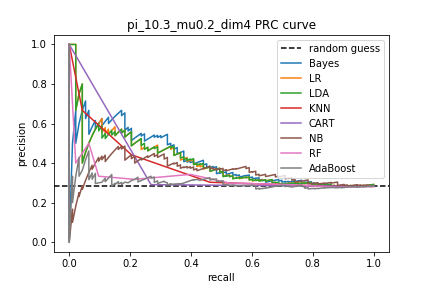 pi_10.3_mu0.2_dim4 PRC curve
1.0
0.8
0.6
0.4
0.2
0.0
precision
random guess
Bayes
LR
LDA
KNN
CART
NB
RF
AdaBoost
0.0 0.2 0.4 0.6 0.8 1.0
recall